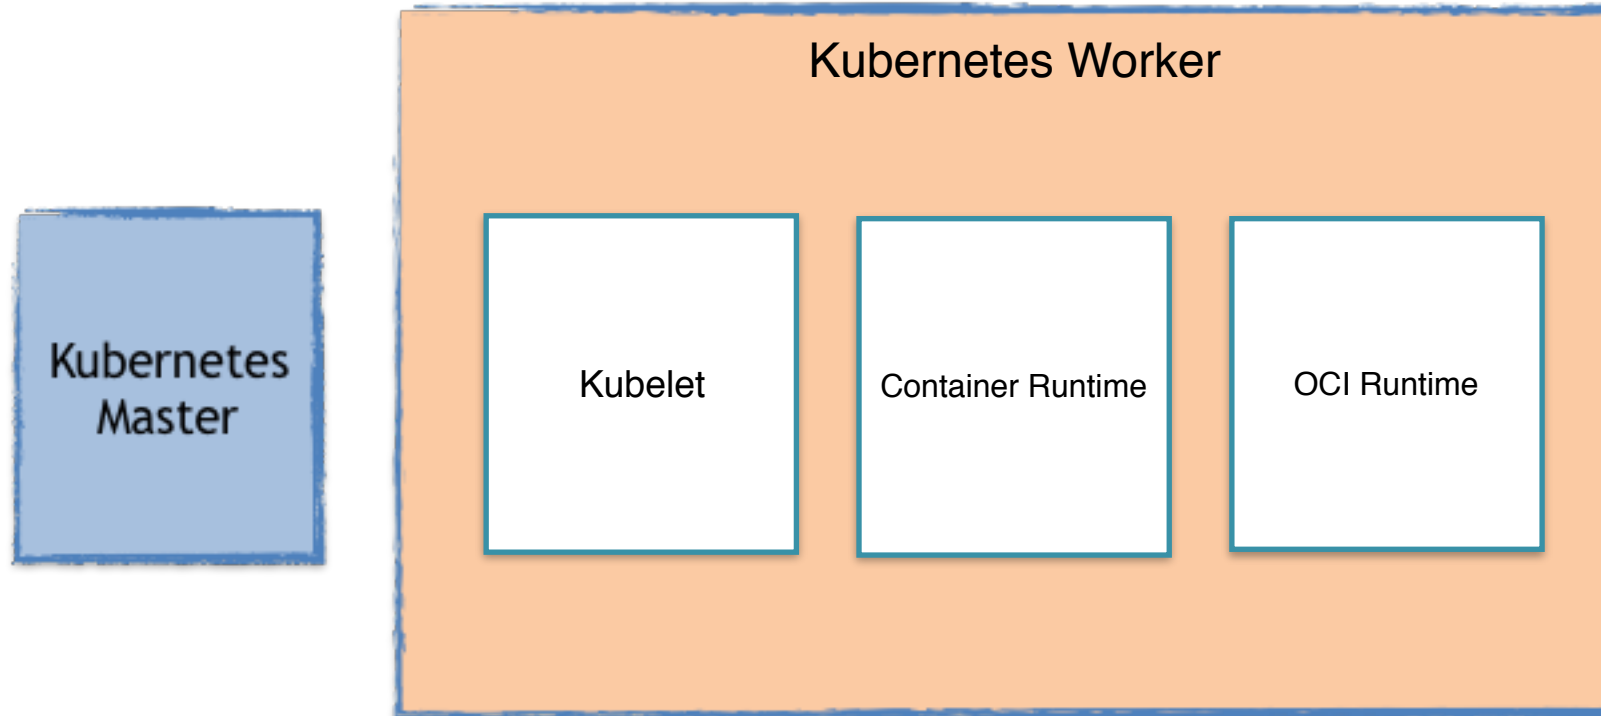 Kubernetes Worker
Kubernetes
Master
Kubelet
Container Runtime
OCI Runtime